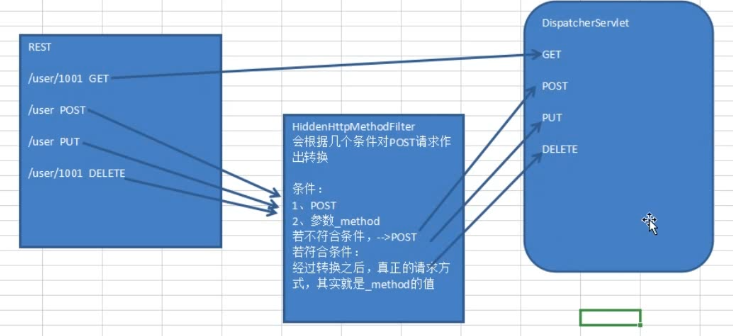 REST
/user/1001 GET
/user POST
/user PUT
/user/1001 DELETE
HiddenHttpMethodFilter
会根据几个条件对POST请求作
出转换
条件：
1、POST
2、参数_method
若不符合条件，-->POST
若符合条件：
经过转换之后，真正的请求方
式，其实就是_method的值
DispatcherServlet
GET
POST
PUT
DELETE